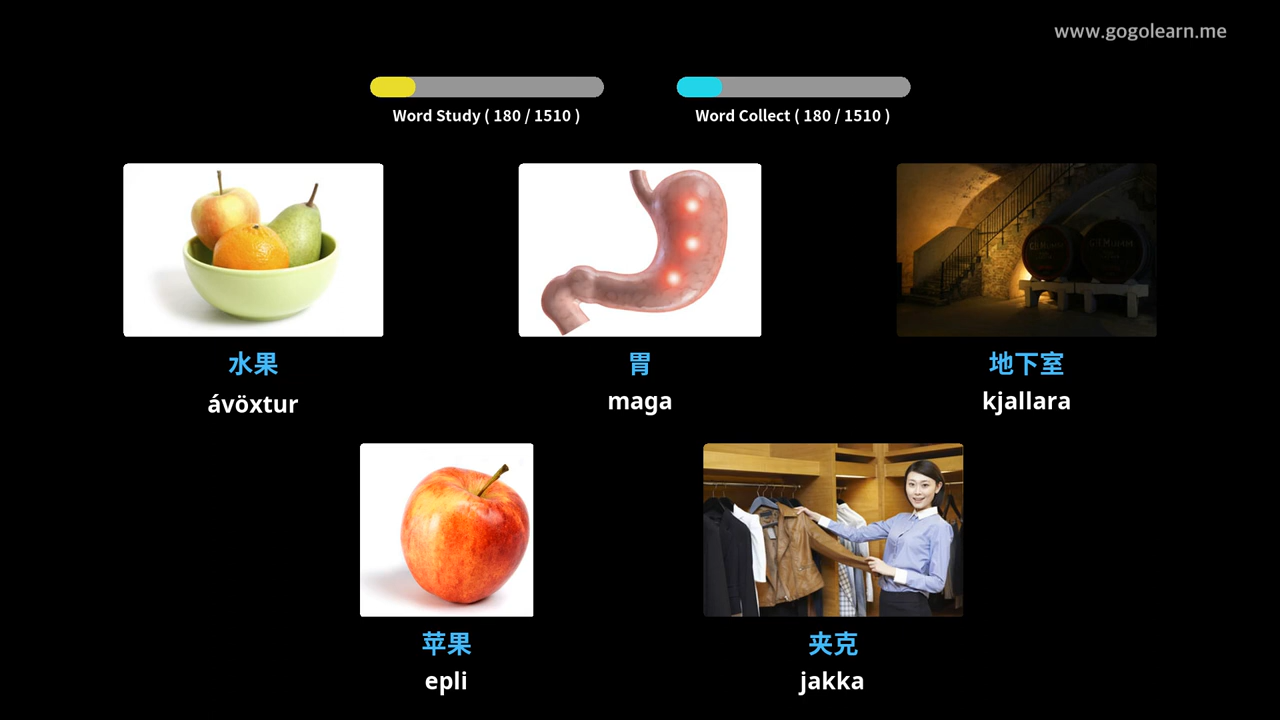 www.gogolearn.me
Word Study ( 180 / 1510 )
Word Collect ( 180 / 1510 )
水果
胃
地下室
ávöxtur
maga
kjallara
苹果
夹克
epli
jakka